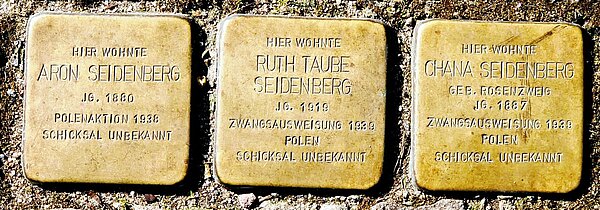 HIER WOHNTE
ARON SEIDENBERG
JG. 1880
POLENAKTION 1938
SCHICKSAL UNBEKANNT
HIER WOHNTE
RUTH TAUBE
SEIDENBERG
JG. 1919
ZWANGSAUSWEISUNG 1939
POLEN
SCHICKSAL UNBEKANNT
HIER WOHNTE
CHANA SEIDENBERG
GEB. ROSENZWEIG
JG. 1887
ZWANGSAUSWEISUNG 1939
POLEN
SCHICKSAL UNBEKANNT